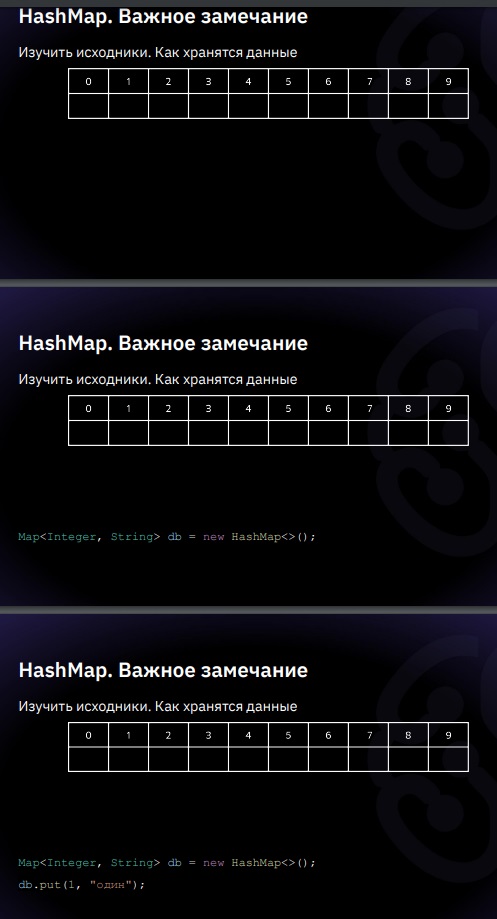 HashMap. Важное замечание
Изучить исходники. Как хранятся данные
0 1 2 3 4 5 6 7 8 9
HashMap. Важное замечание
Изучить исходники. Как хранятся данные
0 1 2 3 4 5 6 7 8 9
Map<Integer, String> db = new HashMap<>();
HashMap. Важное замечание
Изучить исходники. Как хранятся данные
0 1 2 3 4 5 6 7 8 9
Map<Integer, String> db = new HashMap<>();
db.put(1, "один");